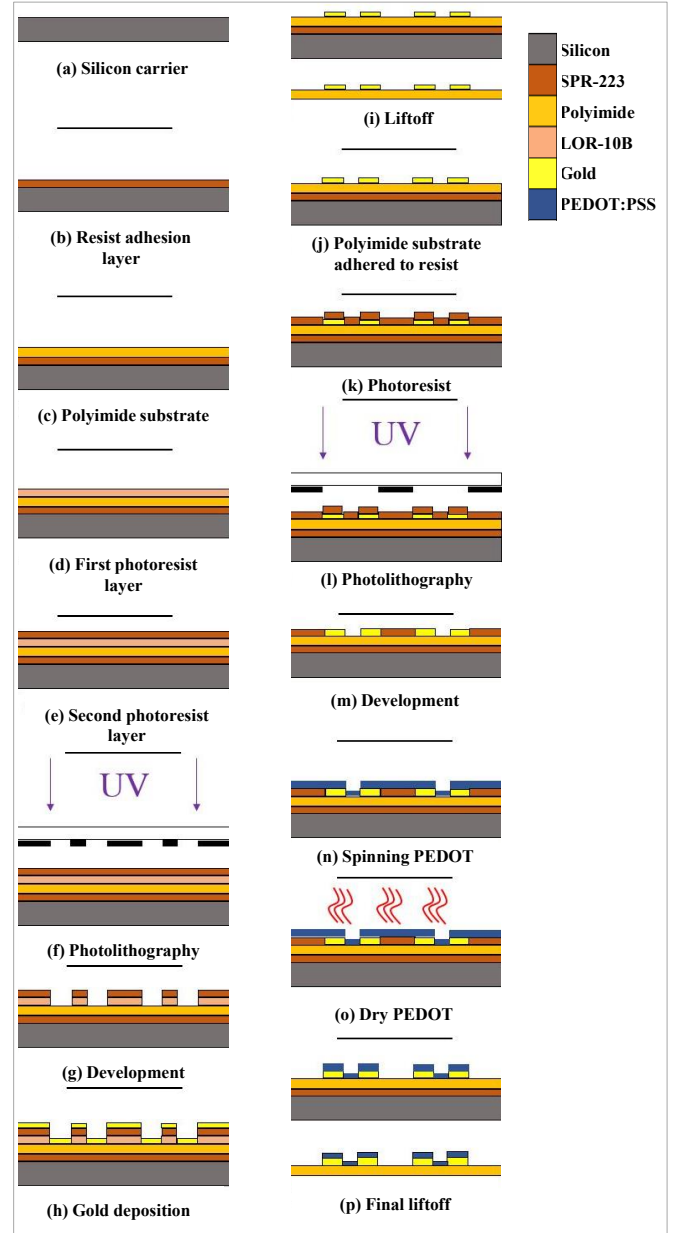 (a) Silicon carrier
(b) Resist adhesion
layer
(c) Polyimide substrate
(d) First photoresist
layer
(e) Second photoresist
layer
UV
(f) Photolithography
(g) Development
(h) Gold deposition
(i) Liftoff
(j) Polyimide substrate
adhered to resist
(k) Photoresist
UV
(l) Photolithography
(m) Development
(n) Spinning PEDOT
(o) Dry PEDOT
(p) Final liftoff
Silicon
SPR-223
Polyimide
LOR-10B
Gold
PEDOT:PSS